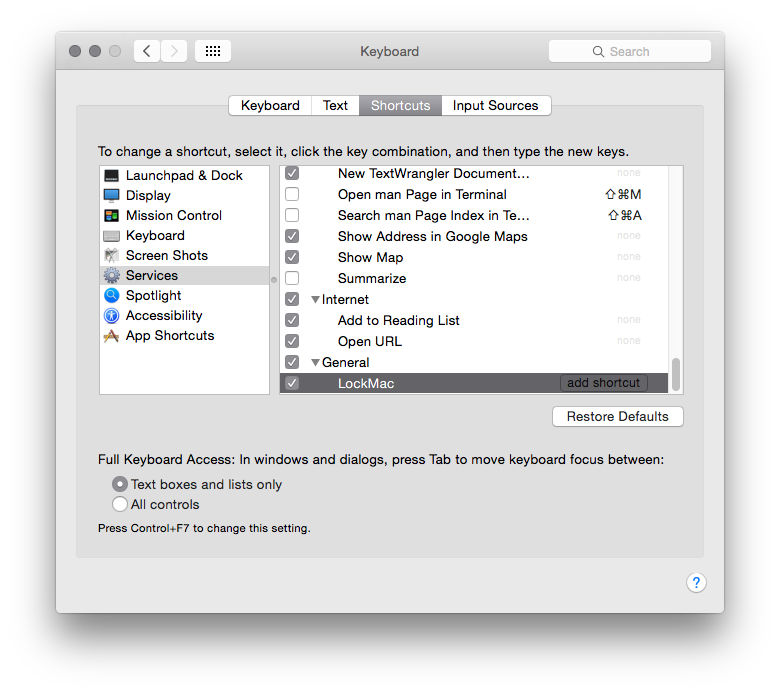 Keyboard
Search
Keyboard Text Shortcuts Input Sources
To change a shortcut, select it, click the key combination, and then type the new keys.
Launchpad & Dock
Display
Mission Control
Keyboard
Screen Shots
Services
Spotlight
Accessibility
App Shortcuts
New TextWrangler Document… none
Open man Page in Terminal ⇧⌘M
Search man Page Index in Te… ⇧⌘A
Show Address in Google Maps none
Show Map none
Summarize none
Internet
Add to Reading List none
Open URL none
General
LockMac add shortcut
Restore Defaults
Full Keyboard Access: In windows and dialogs, press Tab to move keyboard focus between:
Text boxes and lists only
All controls
Press Control+F7 to change this setting.
?